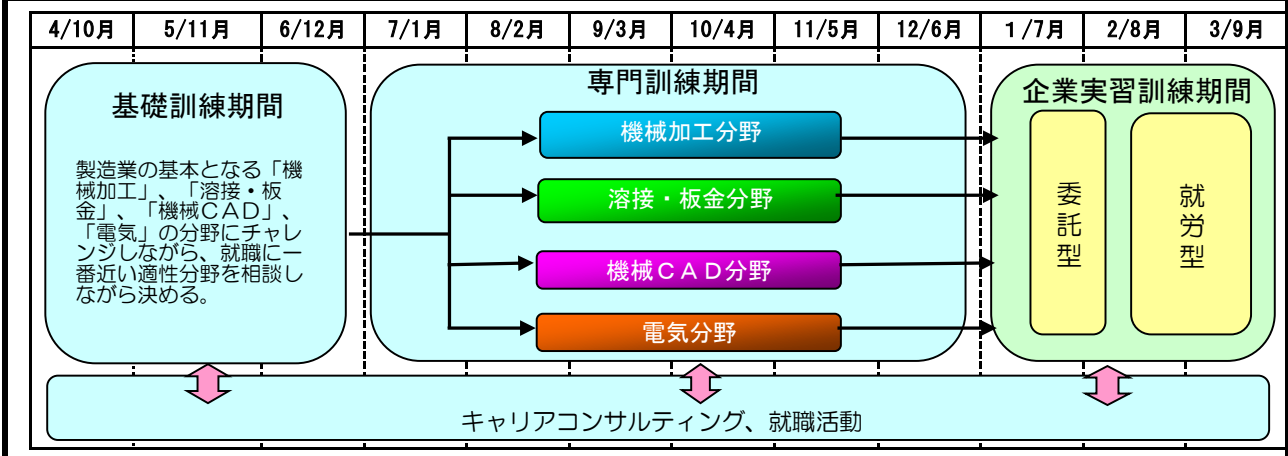 4/10月 5/11月 6/12月 7/1月 8/2月 9/3月 10/4月 11/5月 12/6月 1/7月 2/8月 3/9月
基礎訓練期間
製造業の基本となる「機
械加工」、「溶接・板
金」、「機械CAD」、
「電気」の分野にチャレ
ンジしながら、就職に一
番近い適性分野を相談し
ながら決める。
専門訓練期間
機械加工分野
溶接・板金分野
機械CAD分野
電気分野
企業実習訓練期間
委託型
就労型
キャリアコンサルティング、就職活動